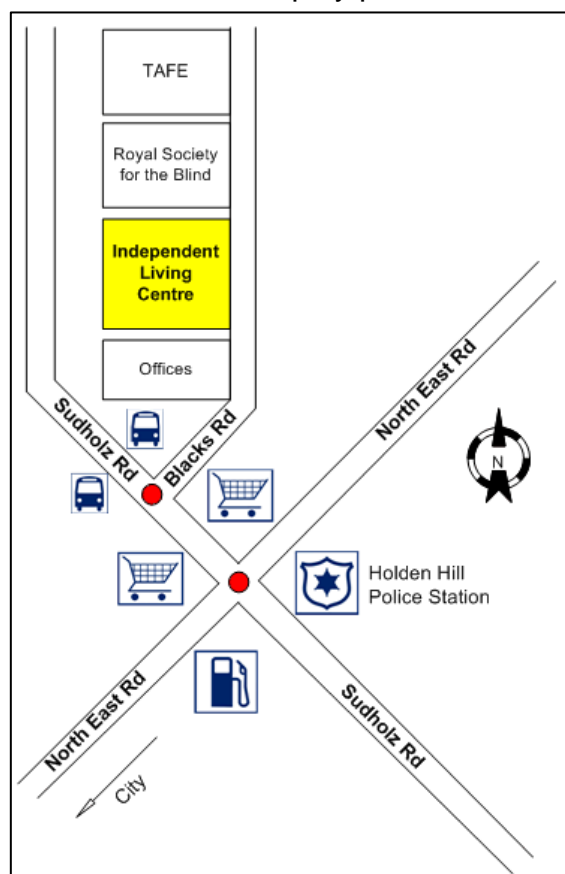 TAFE
Royal Society
for the Blind
Independent
Living
Centre
Offices
Sudholz Rd
Blacks Rd
North East Rd
N
Holden Hill
Police Station
North East Rd
Sudholz Rd
City